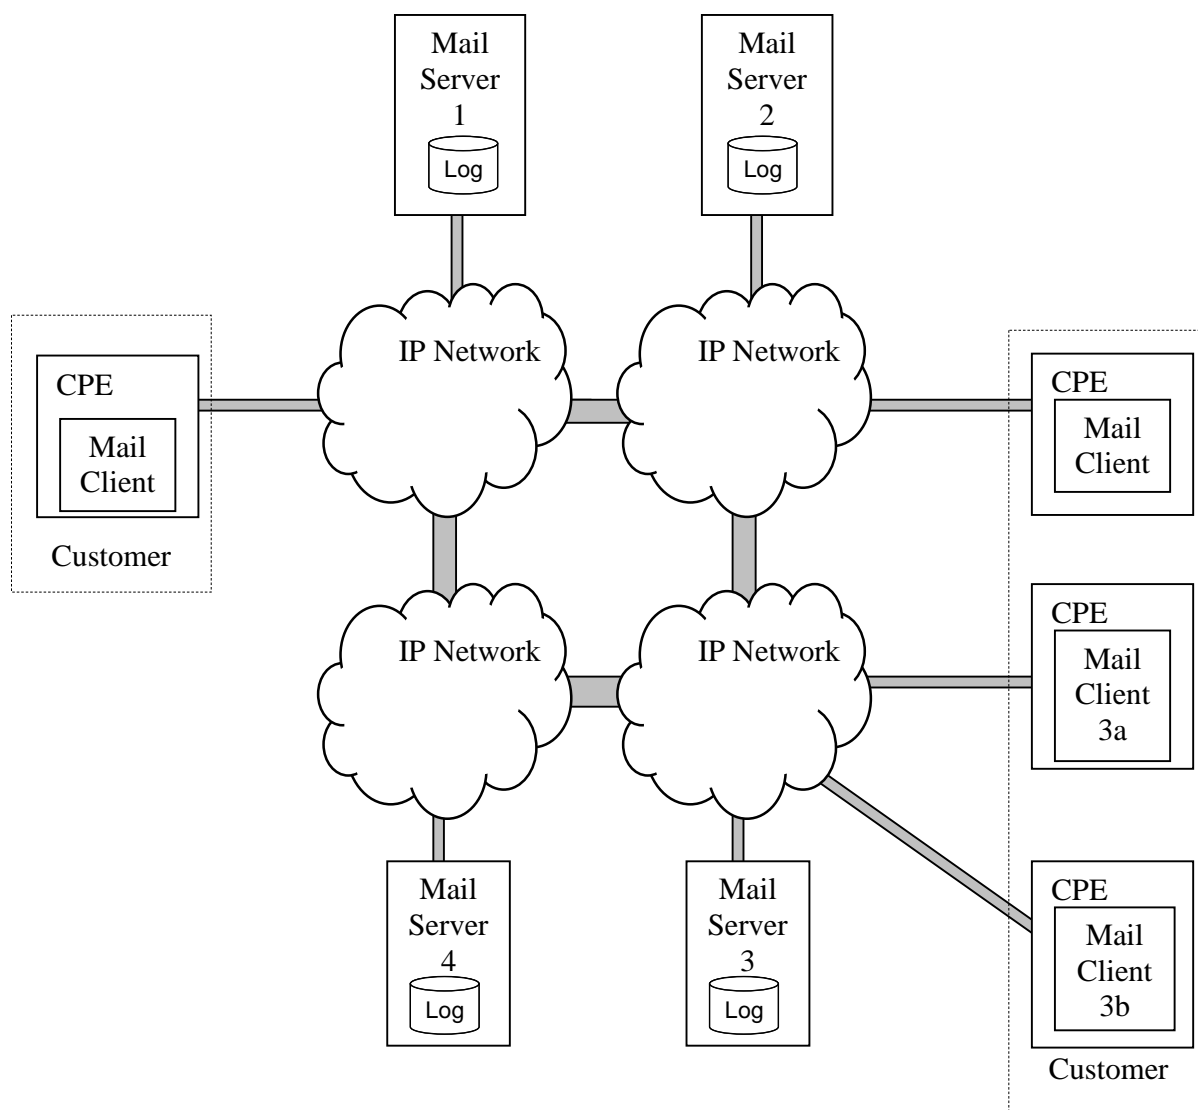 Mail
Server
1
Log
Mail
Server
2
Log
IP Network
IP Network
CPE
Mail
Client
Customer
CPE
Mail
Client
IP Network
IP Network
CPE
Mail
Client
3a
Mail
Server
4
Log
Mail
Server
3
Log
CPE
Mail
Client
3b
Customer